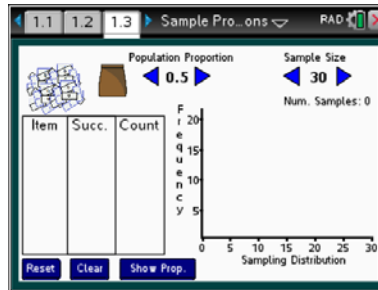 1.1 1.2 1.3 Sample Pro...ons RAD
Population Proportion
0.5
Sample Size
30
Num. Samples: 0
Item Succ. Count
Frequency
20
15
10
5
0 5 10 15 20 25 30
Sampling Distribution
Reset Clear Show Prop.